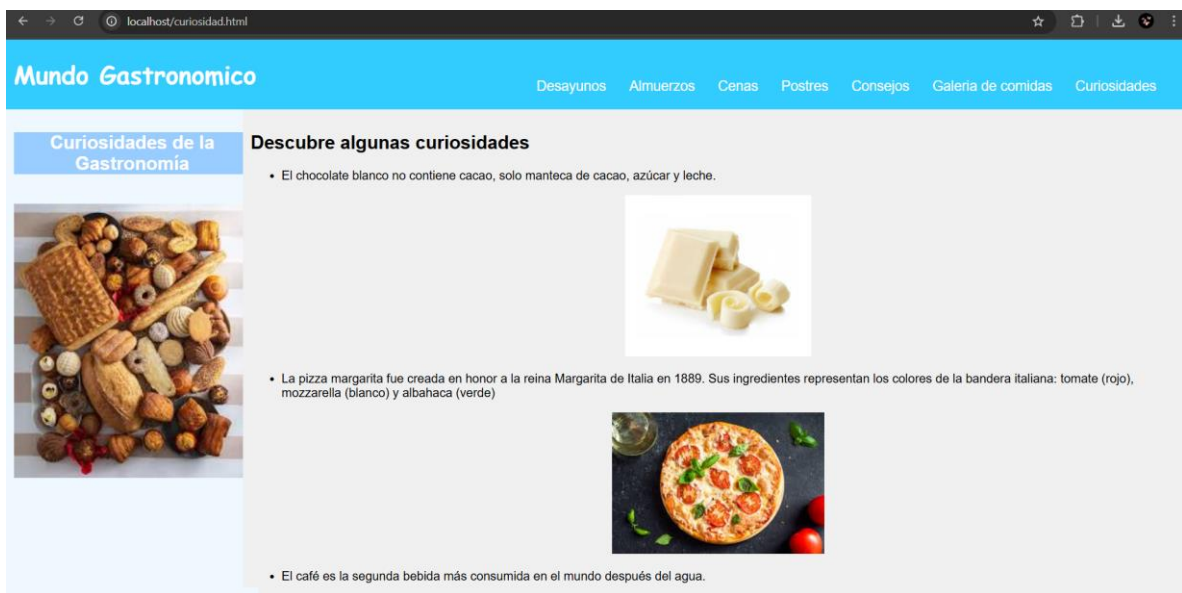 localhost/curiosidad.html
Mundo Gastronomico
Desayunos Almuerzos Cenas Postres Consejos Galeria de comidas Curiosidades
Curiosidades de la
Gastronomía
Descubre algunas curiosidades
• El chocolate blanco no contiene cacao, solo manteca de cacao, azúcar y leche.
• La pizza margarita fue creada en honor a la reina Margarita de Italia en 1889. Sus ingredientes representan los colores de la bandera italiana: tomate (rojo),
mozzarella (blanco) y albahaca (verde)
• El café es la segunda bebida más consumida en el mundo después del agua.